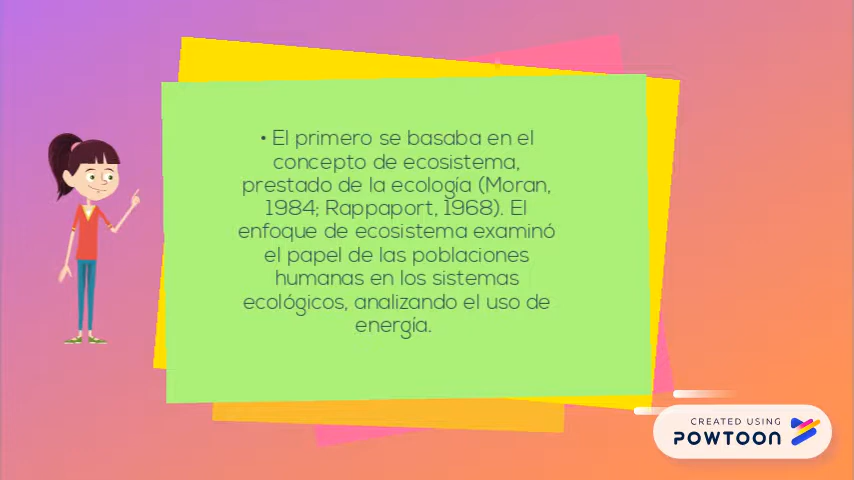 • El primero se basaba en el
concepto de ecosistema,
prestado de la ecología (Moran,
1984; Rappaport, 1968). El
enfoque de ecosistema examinó
el papel de las poblaciones
humanas en los sistemas
ecológicos, analizando el uso de
energía.
CREATED USING
POWTOON